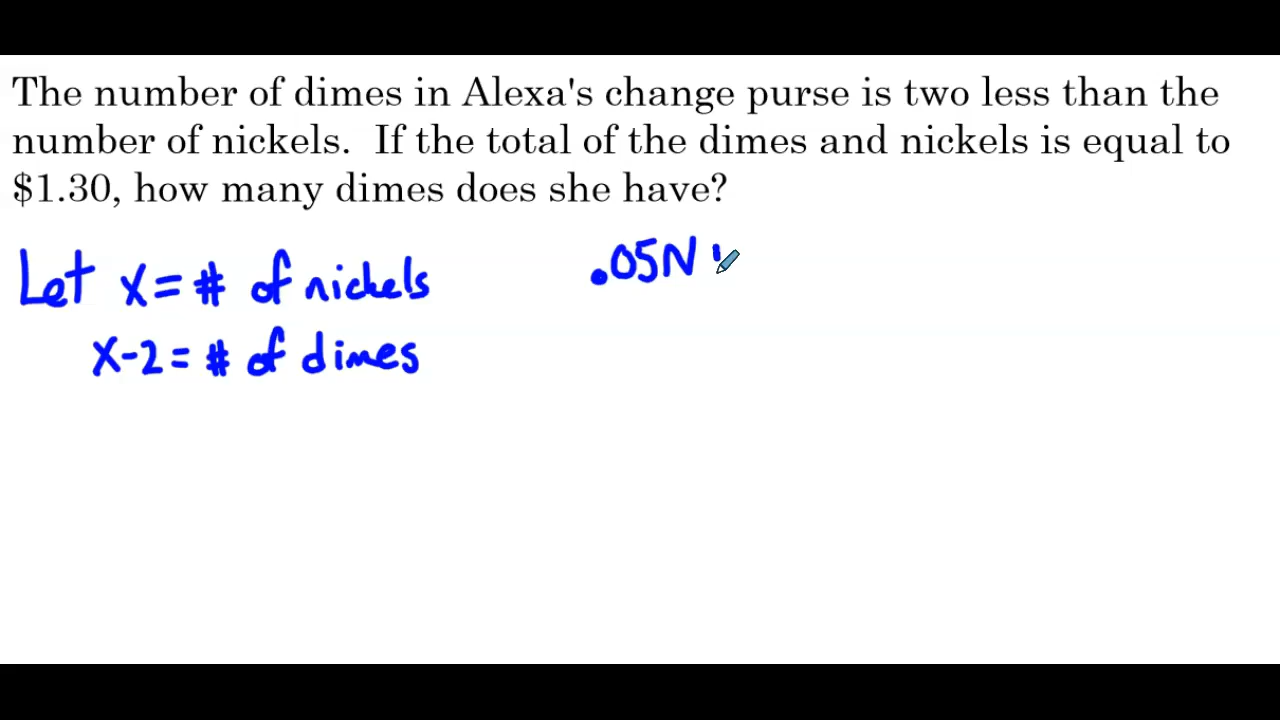 The number of dimes in Alexa's change purse is two less than the
number of nickels. If the total of the dimes and nickels is equal to
$1.30, how many dimes does she have?
Let x = # of nickels
x-2 = # of dimes
.05N